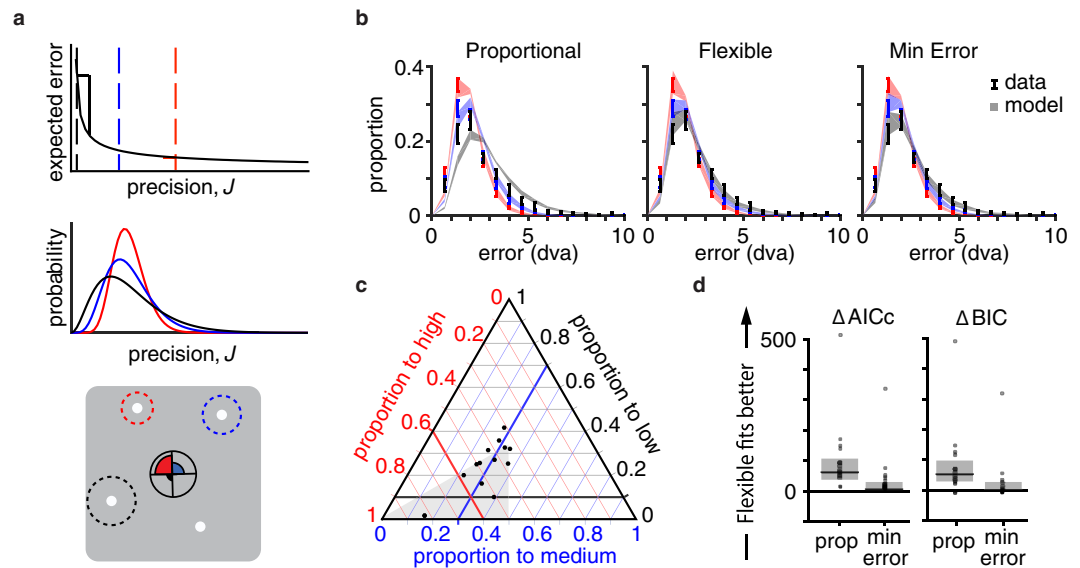 a
expected error
precision, J
probability
precision, J
b
Proportional
Flexible
Min Error
data
model
proportion
0.4
0.2
0
0
5
10
0
5
10
0
5
10
error (dva)
error (dva)
error (dva)
c
proportion to high
0
0.2
0.4
0.6
0.8
1
proportion to low
1
0.8
0.6
0.4
0.2
0
0
0.2
0.4
0.6
0.8
1
proportion to medium
d
Flexible fits better
Δ AICc
Δ BIC
500
0
prop
min
error
prop
min
error